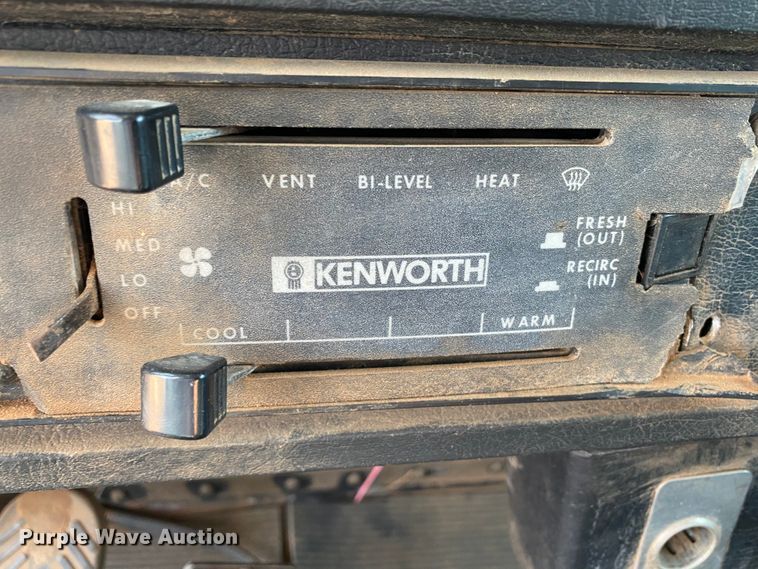 A/C VENT BI-LEVEL HEAT
HI
MED
LO
OFF
KENWORTH
FRESH
(OUT)
RECIRC
(IN)
COOL WARM
Purple Wave Auction